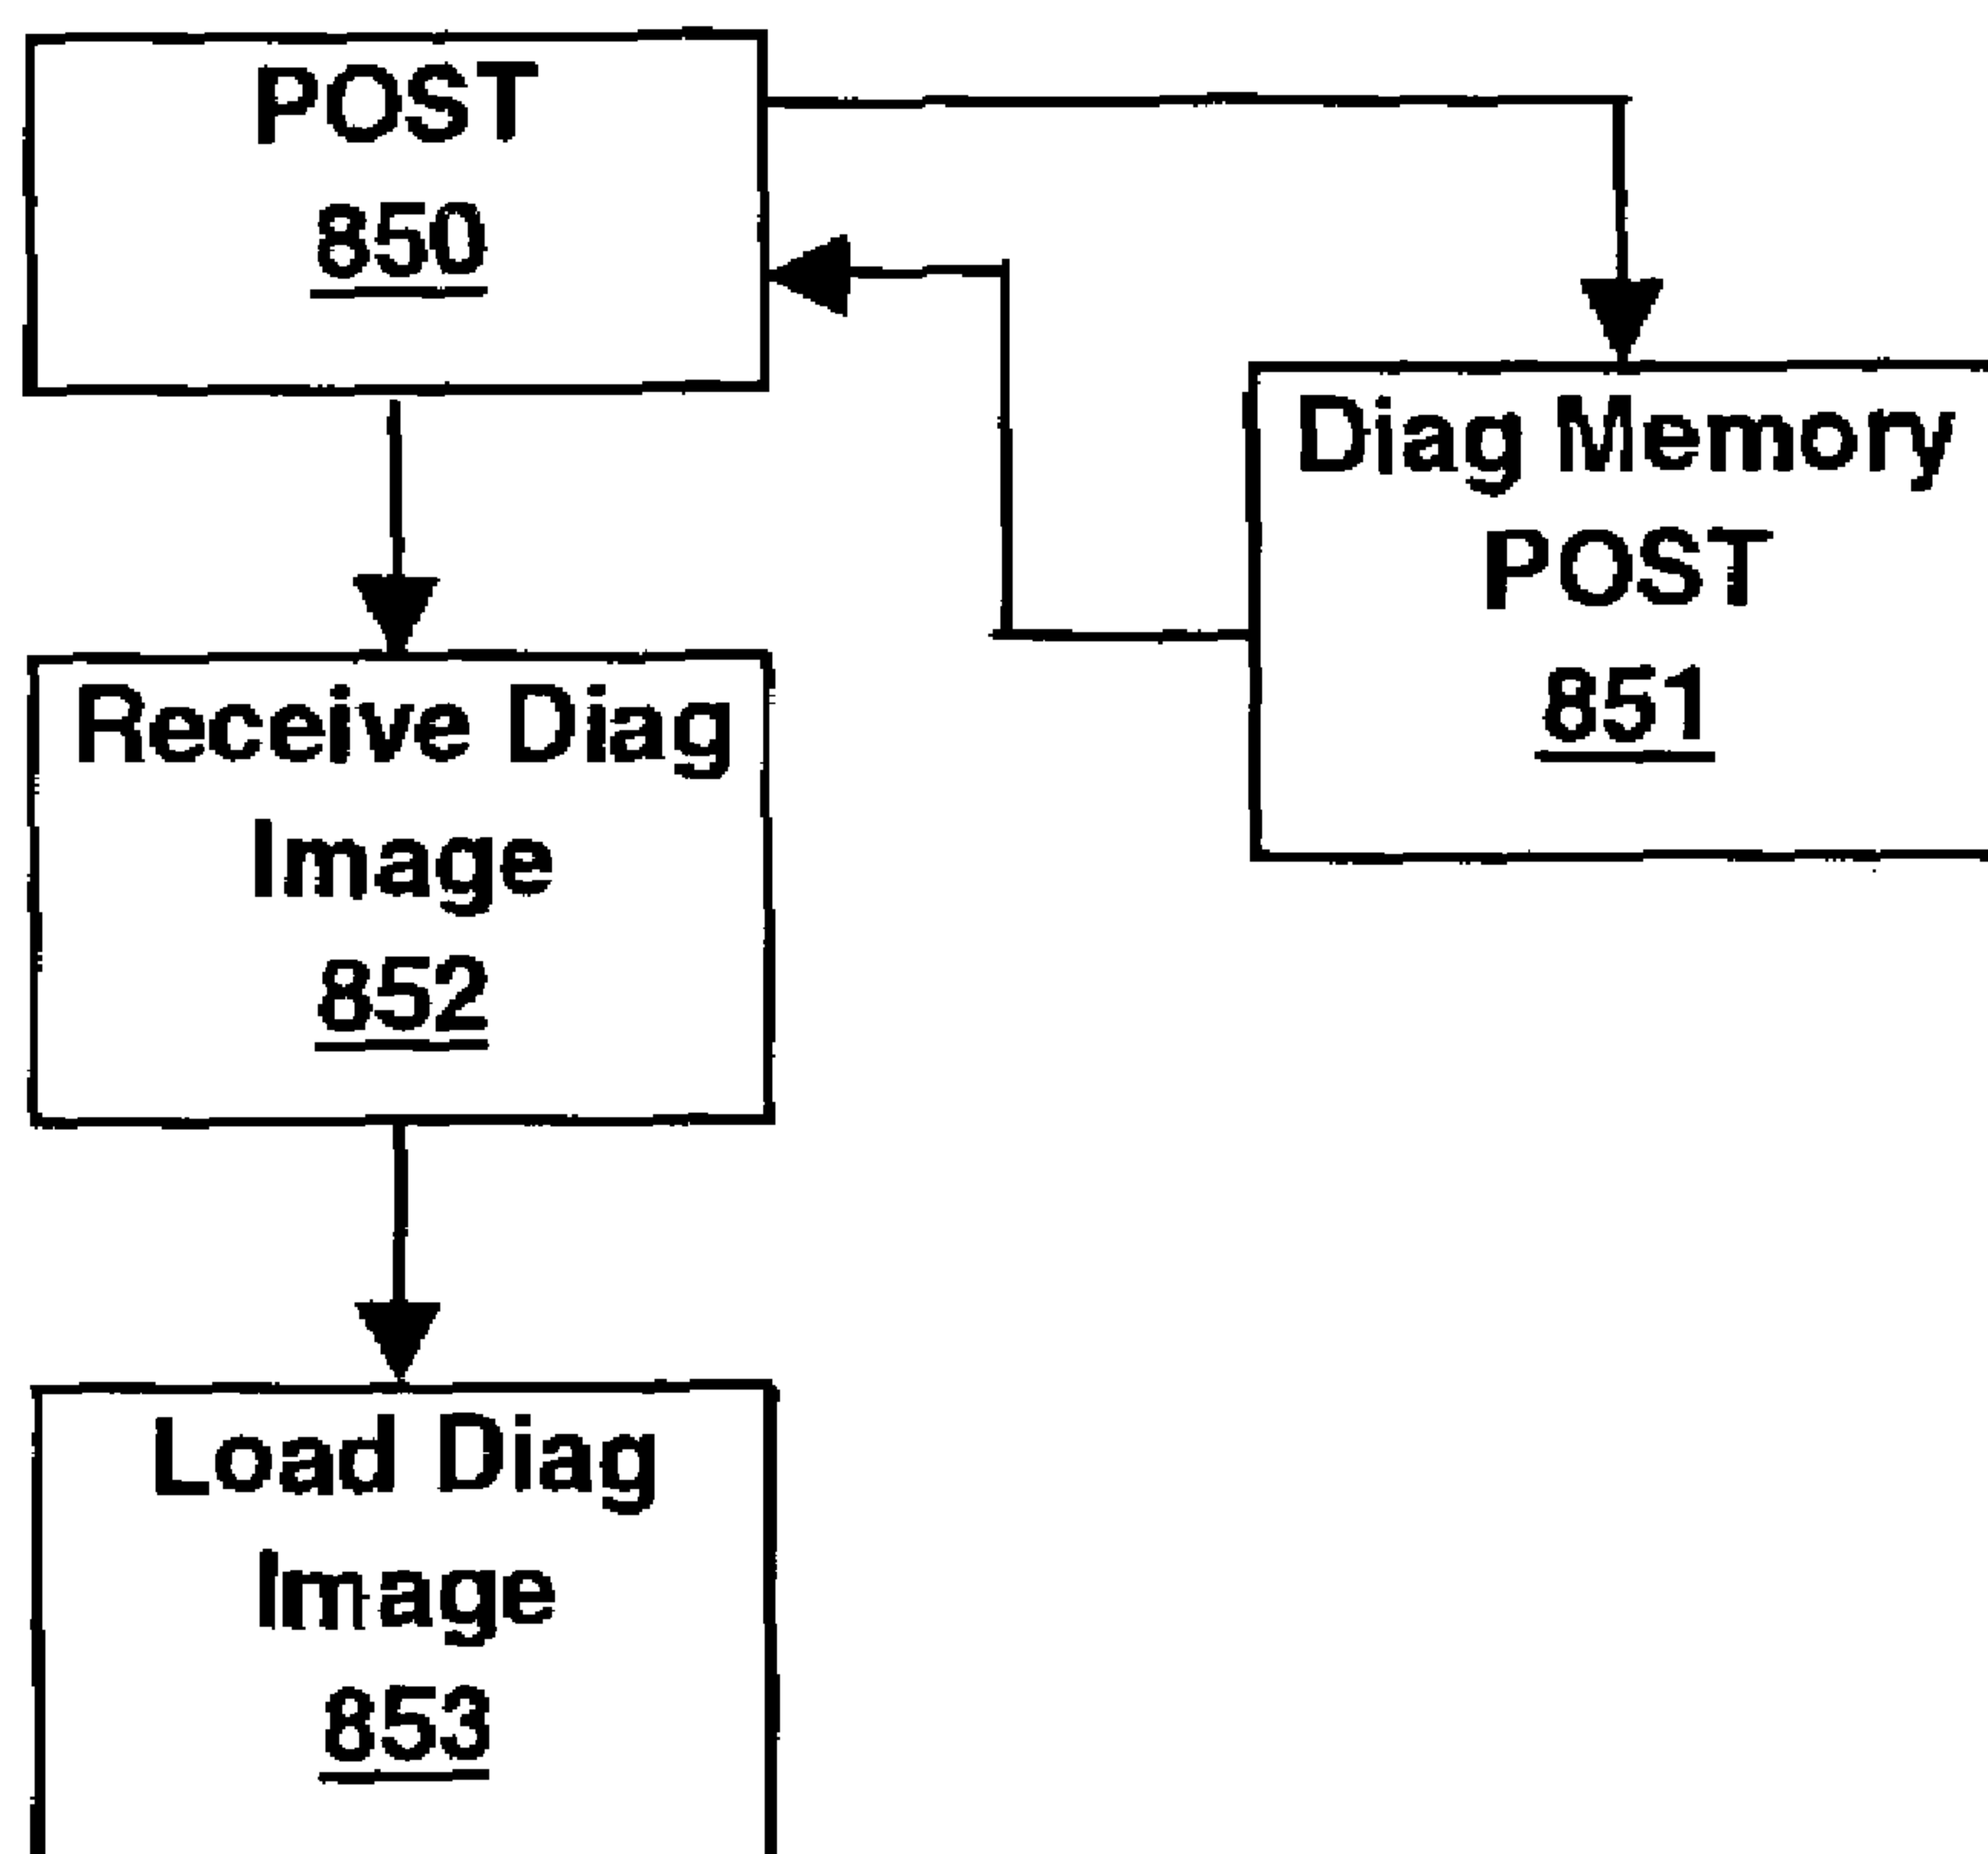 POST
850
Diag Memory
POST
851
Receive Diag
Image
852
Load Diag
Image
853